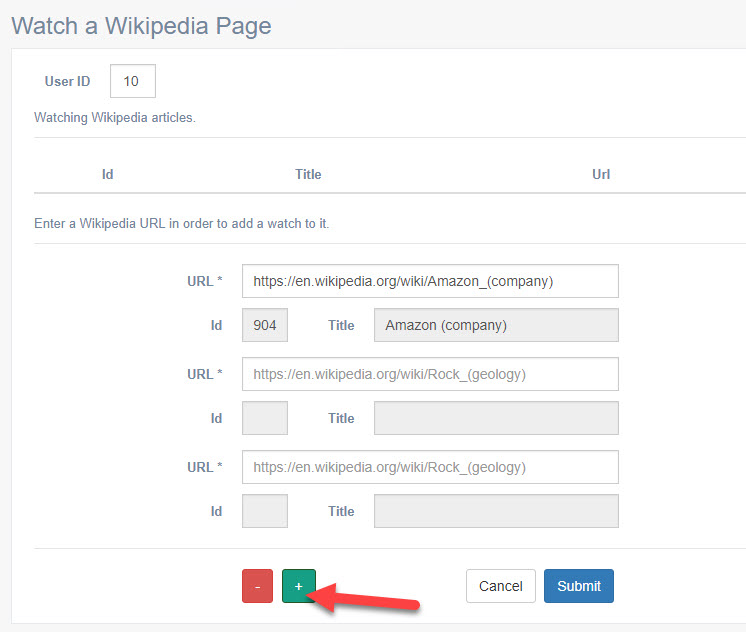 Watch a Wikipedia Page
User ID 10
Watching Wikipedia articles.
Id Title Url
Enter a Wikipedia URL in order to add a watch to it.
URL * https://en.wikipedia.org/wiki/Amazon_(company)
Id 904 Title Amazon (company)
URL * https://en.wikipedia.org/wiki/Rock_(geology)
Id Title
URL * https://en.wikipedia.org/wiki/Rock_(geology)
Id Title
- + Cancel Submit